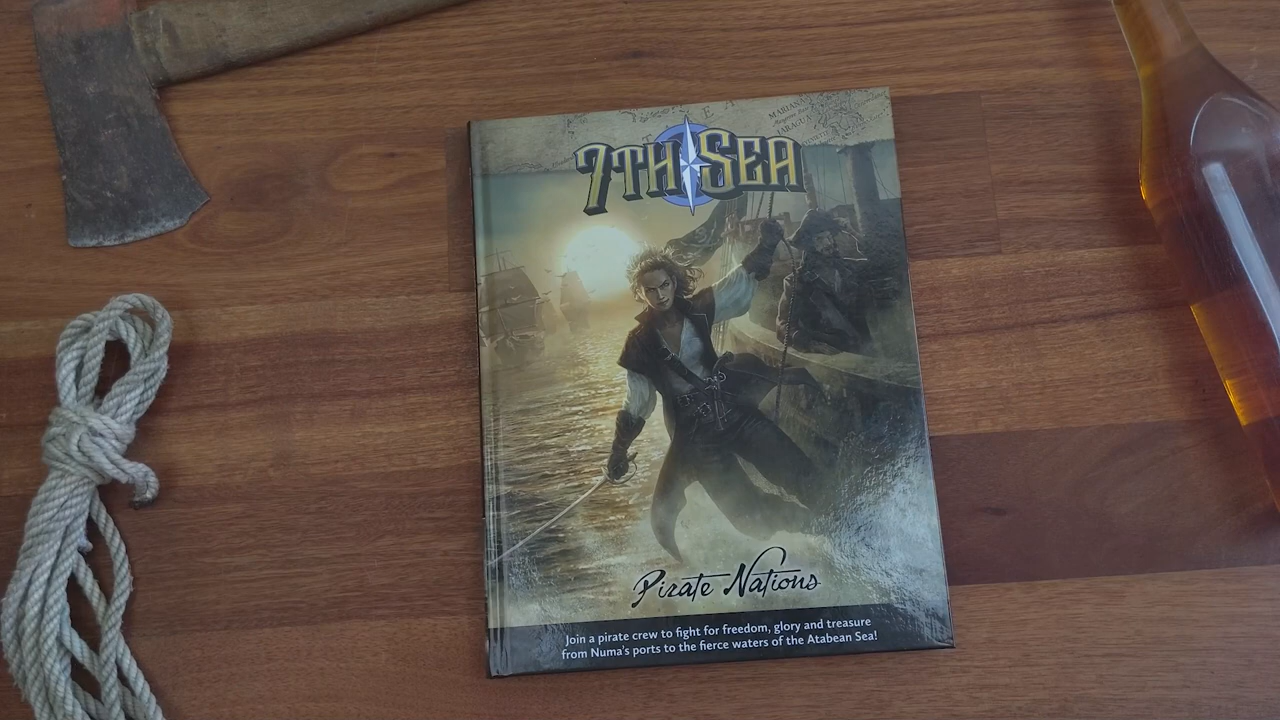 MARIANA
7TH SEA
Pirate Nations
Join a pirate crew to fight for freedom, glory and treasure
from Numa's ports to the fierce waters of the Atabean Sea!